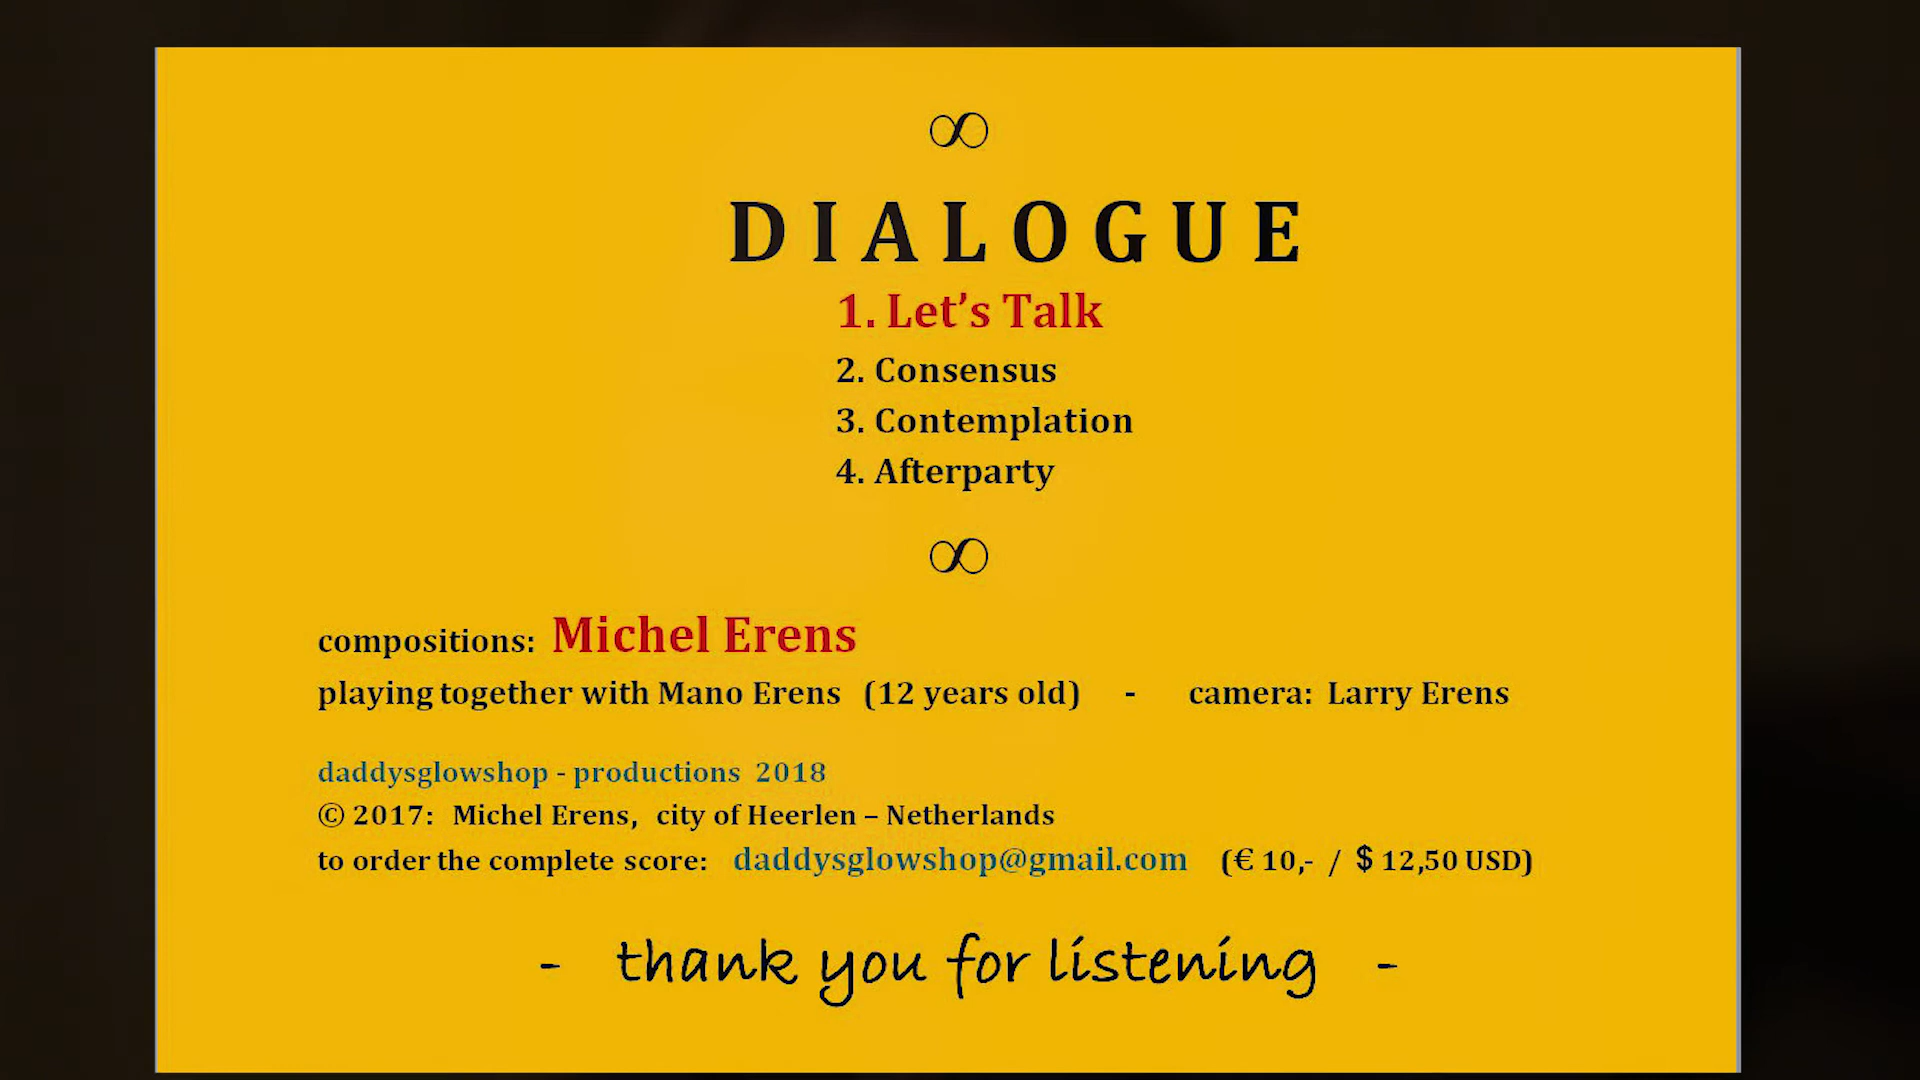 ∞
DIALOGUE
1. Let’s Talk
2. Consensus
3. Contemplation
4. Afterparty
∞
compositions: Michel Erens
playing together with Mano Erens (12 years old) - camera: Larry Erens
daddysglowshop - productions 2018
© 2017: Michel Erens, city of Heerlen – Netherlands
to order the complete score: daddysglowshop@gmail.com (€ 10,- / $ 12,50 USD)
- thank you for listening -